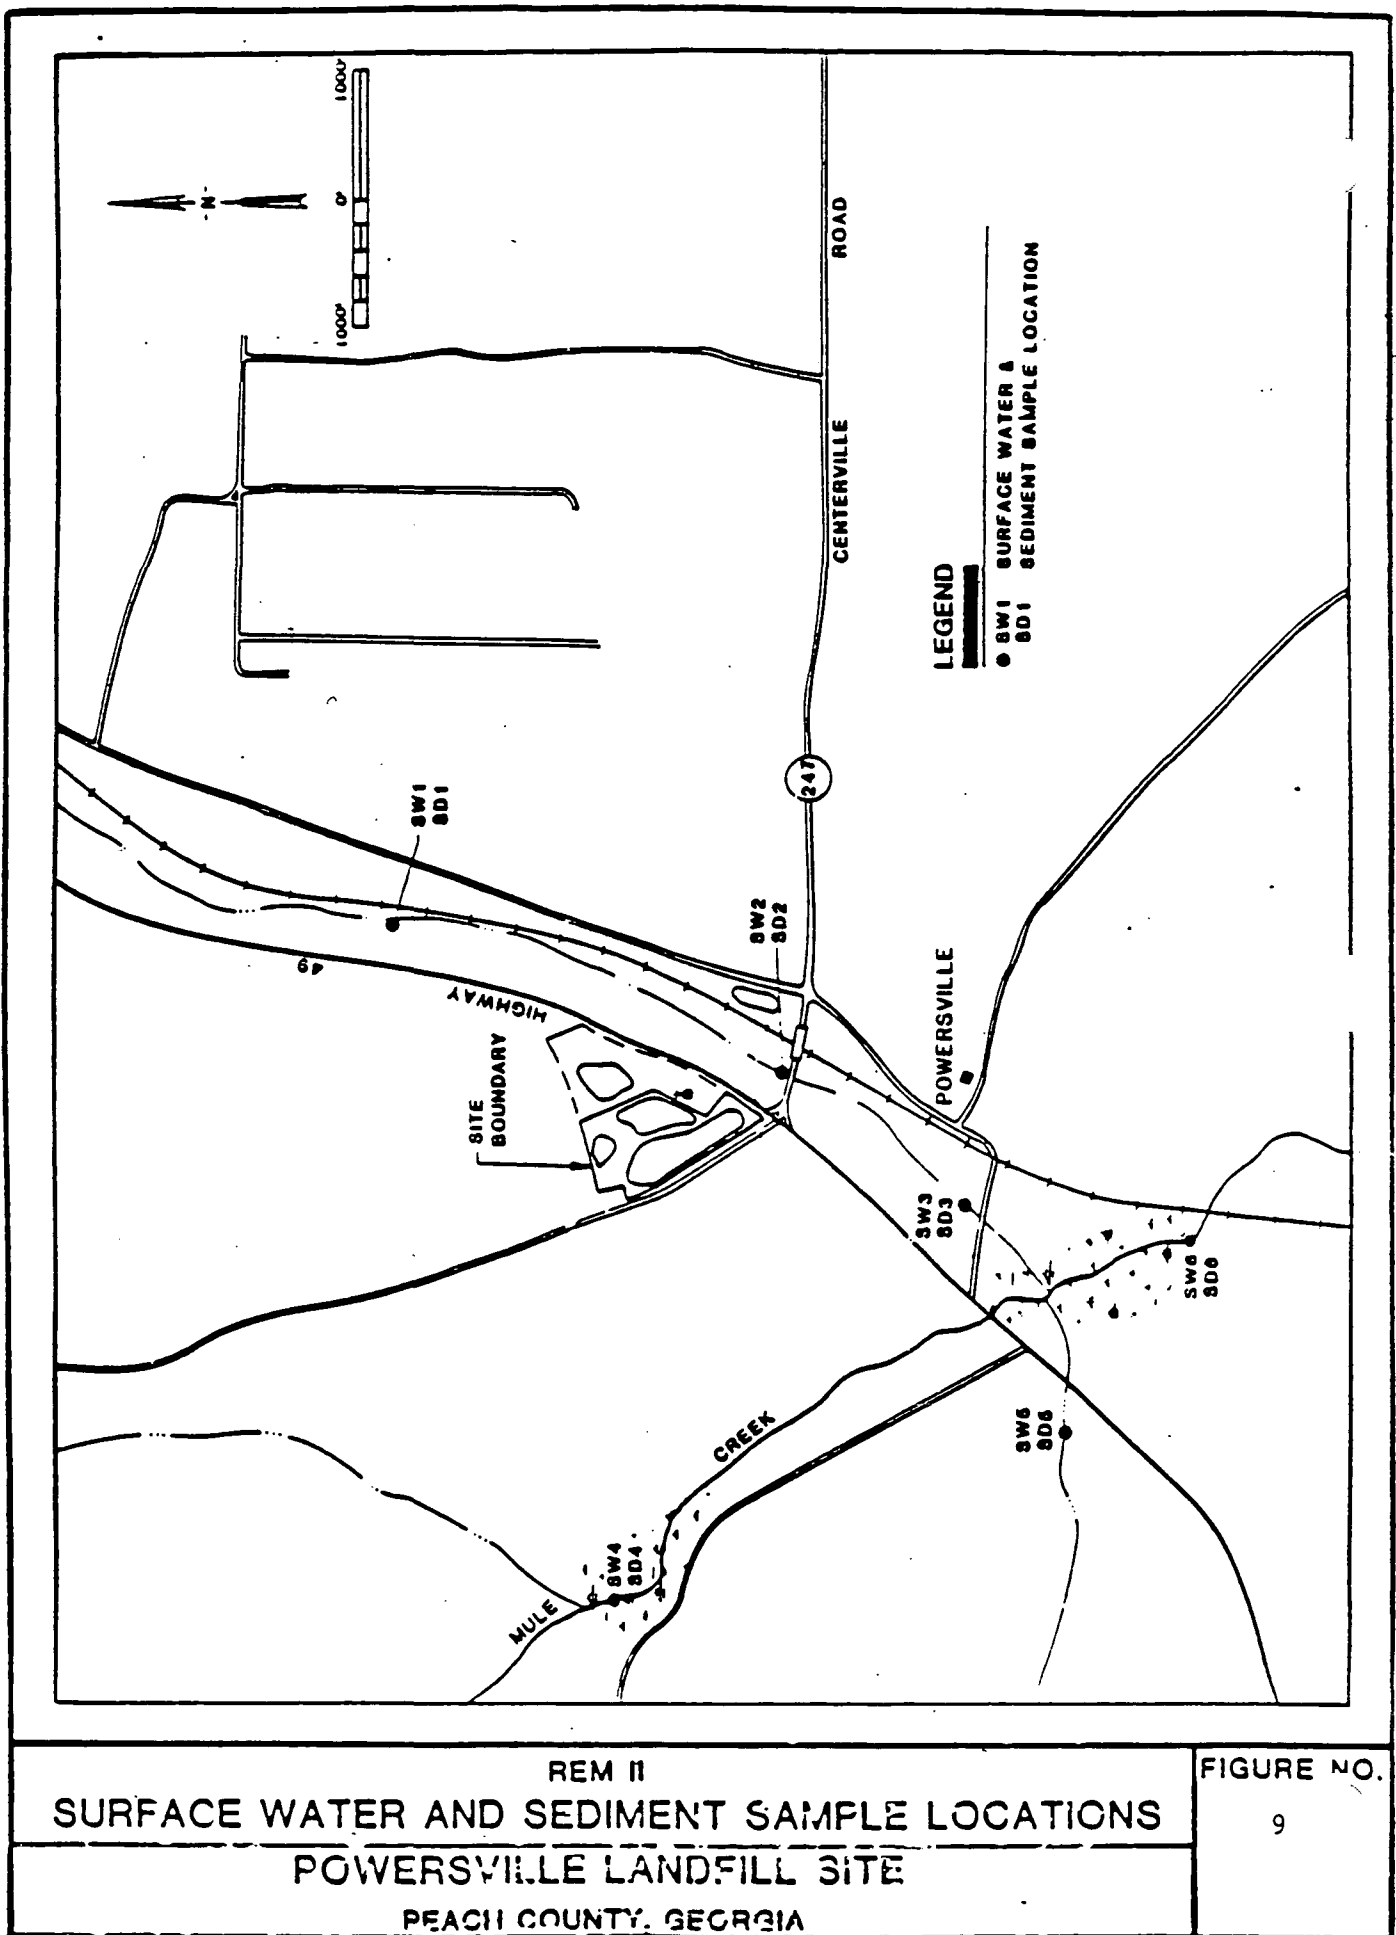 1000'
0'
1000'
-N-
ROAD
CENTERVILLE
LEGEND
SW1 SURFACE WATER &
SD1 SEDIMENT SAMPLE LOCATION
SW1
SD1
247
HIGHWAY
49
SW2
SD2
SITE
BOUNDARY
POWERSVILLE
SW3
SD3
SW6
SD6
CREEK
SW5
SD5
MULE
SW4
SD4
REM II
SURFACE WATER AND SEDIMENT SAMPLE LOCATIONS
POWERSVILLE LANDFILL SITE
PEACH COUNTY, GEORGIA
FIGURE NO.
9